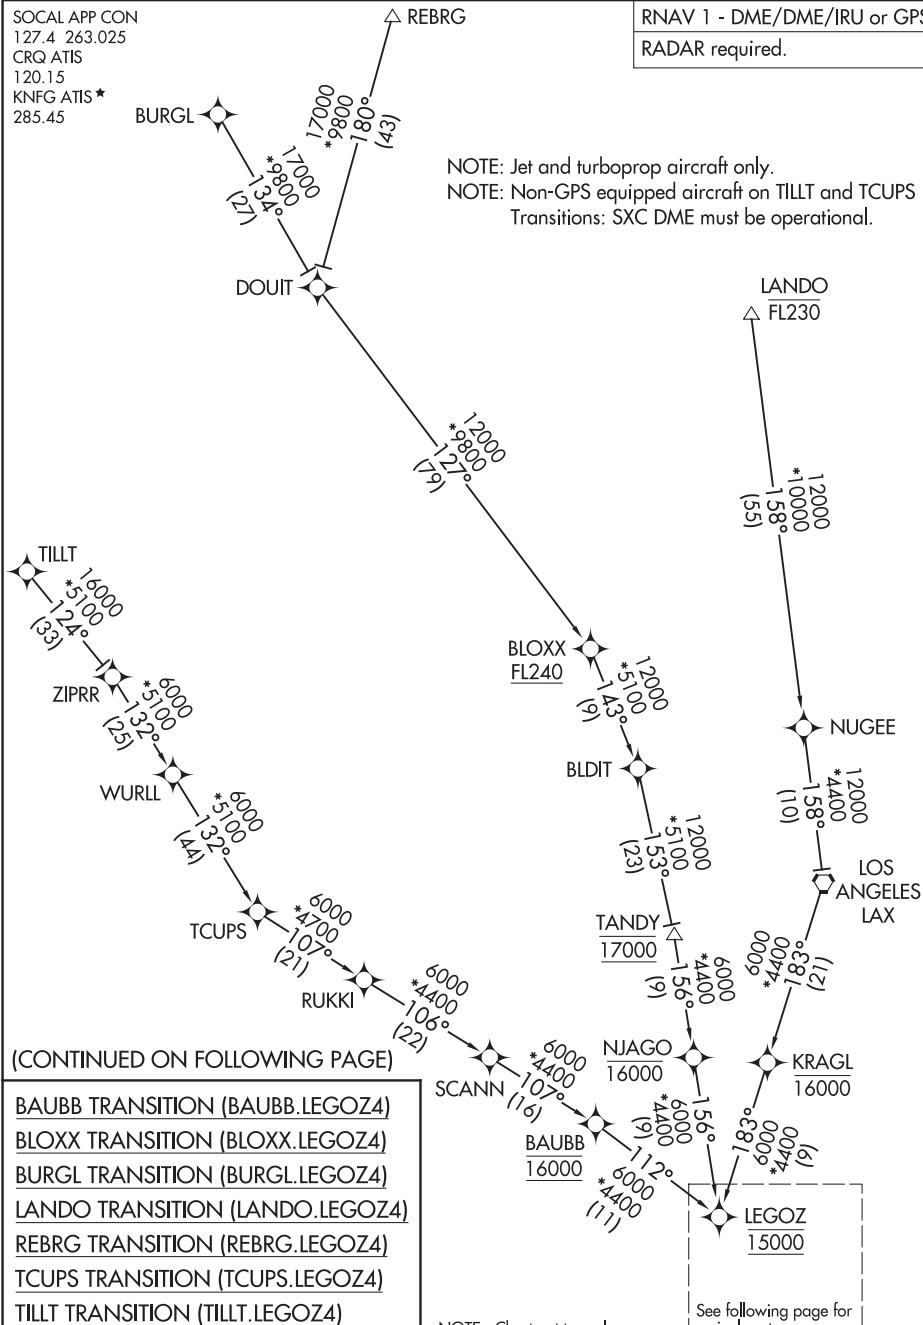 SOCAL APP CON
127.4 263.025
CRQ ATIS
120.15
KNFG ATIS ★
285.45
REBRG
RNAV 1 - DME/DME/IRU or GPS
RADAR required.
BURGL
17000
*9800
180°
(43)
17000
*9800
134°
(27)
NOTE: Jet and turboprop aircraft only.
NOTE: Non-GPS equipped aircraft on TILLT and TCUPS
Transitions: SXC DME must be operational.
DOUIT
LANDO
FL230
12000
*9800
127°
(79)
12000
*10000
158°
(55)
TILLT
16000
*5100
124°
(33)
ZIPRR
BLOXX
FL240
6000
*5100
132°
(25)
12000
*5100
143°
(9)
NUGEE
WURLL
BLDIT
6000
*5100
132°
(44)
12000
*5100
153°
(23)
12000
*4400
158°
(10)
LOS
ANGELES
LAX
TCUPS
TANDY
17000
6000
*4700
107°
(21)
6000
*4400
156°
(9)
6000
*4400
183°
(21)
RUKKI
6000
*4400
106°
(22)
(CONTINUED ON FOLLOWING PAGE)
NJAGO
16000
KRAGL
16000
SCANN
6000
*4400
107°
(16)
BAUBB
16000
156°
6000
*4400
(9)
183°
6000
*4400
(9)
112°
6000
*4400
(11)
LEGOZ
15000
BAUBB TRANSITION (BAUBB.LEGOZ4)
BLOXX TRANSITION (BLOXX.LEGOZ4)
BURGL TRANSITION (BURGL.LEGOZ4)
LANDO TRANSITION (LANDO.LEGOZ4)
REBRG TRANSITION (REBRG.LEGOZ4)
TCUPS TRANSITION (TCUPS.LEGOZ4)
TILLT TRANSITION (TILLT.LEGOZ4)
See following page for